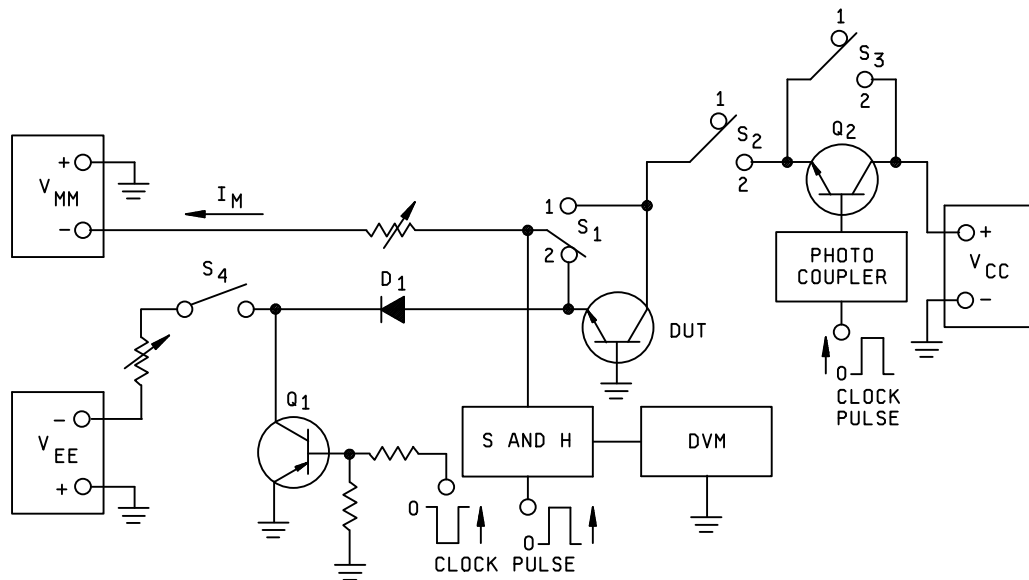 1
S3
2
Q2
1
S2
2
+
VMM
-
IM
1
S1
2
PHOTO
COUPLER
+
VCC
-
S4
D1
DUT
0
CLOCK
PULSE
-
VEE
+
Q1
S AND H
DVM
0
0
CLOCK PULSE